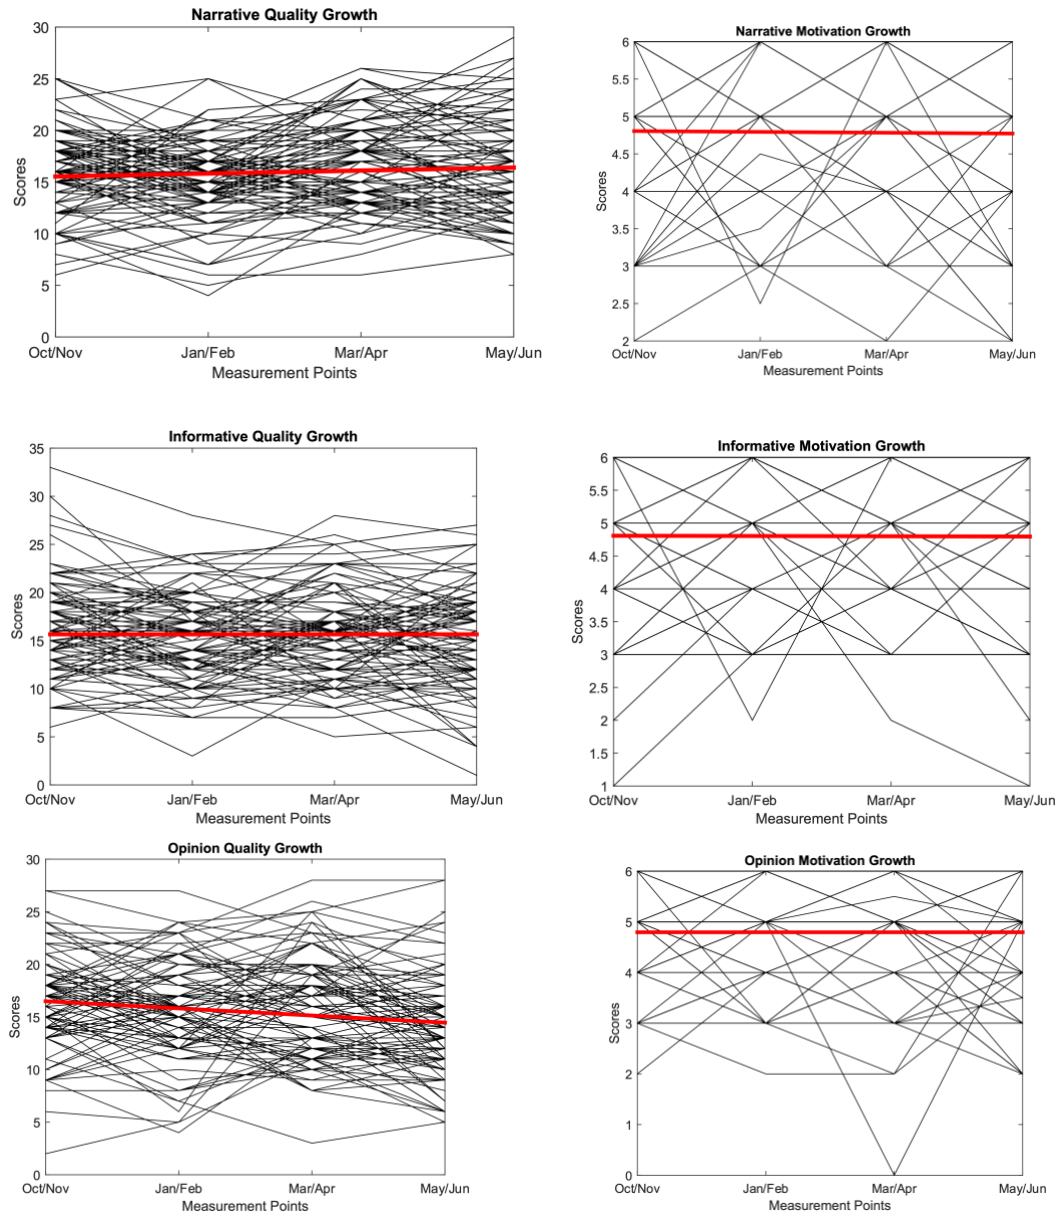 Narrative Quality Growth
30
25
20
15
10
5
0
Scores
Oct/Nov Jan/Feb Mar/Apr May/Jun
Measurement Points
Narrative Motivation Growth
6
5.5
5
4.5
4
3.5
3
2.5
2
Scores
Oct/Nov Jan/Feb Mar/Apr May/Jun
Measurement Points
Informative Quality Growth
35
30
25
20
15
10
5
0
Scores
Oct/Nov Jan/Feb Mar/Apr May/Jun
Measurement Points
Informative Motivation Growth
6
5.5
5
4.5
4
3.5
3
2.5
2
1.5
1
Scores
Oct/Nov Jan/Feb Mar/Apr May/Jun
Measurement Points
Opinion Quality Growth
30
25
20
15
10
5
0
Scores
Oct/Nov Jan/Feb Mar/Apr May/Jun
Measurement Points
Opinion Motivation Growth
6
5
4
3
2
1
0
Scores
Oct/Nov Jan/Feb Mar/Apr May/Jun
Measurement Points